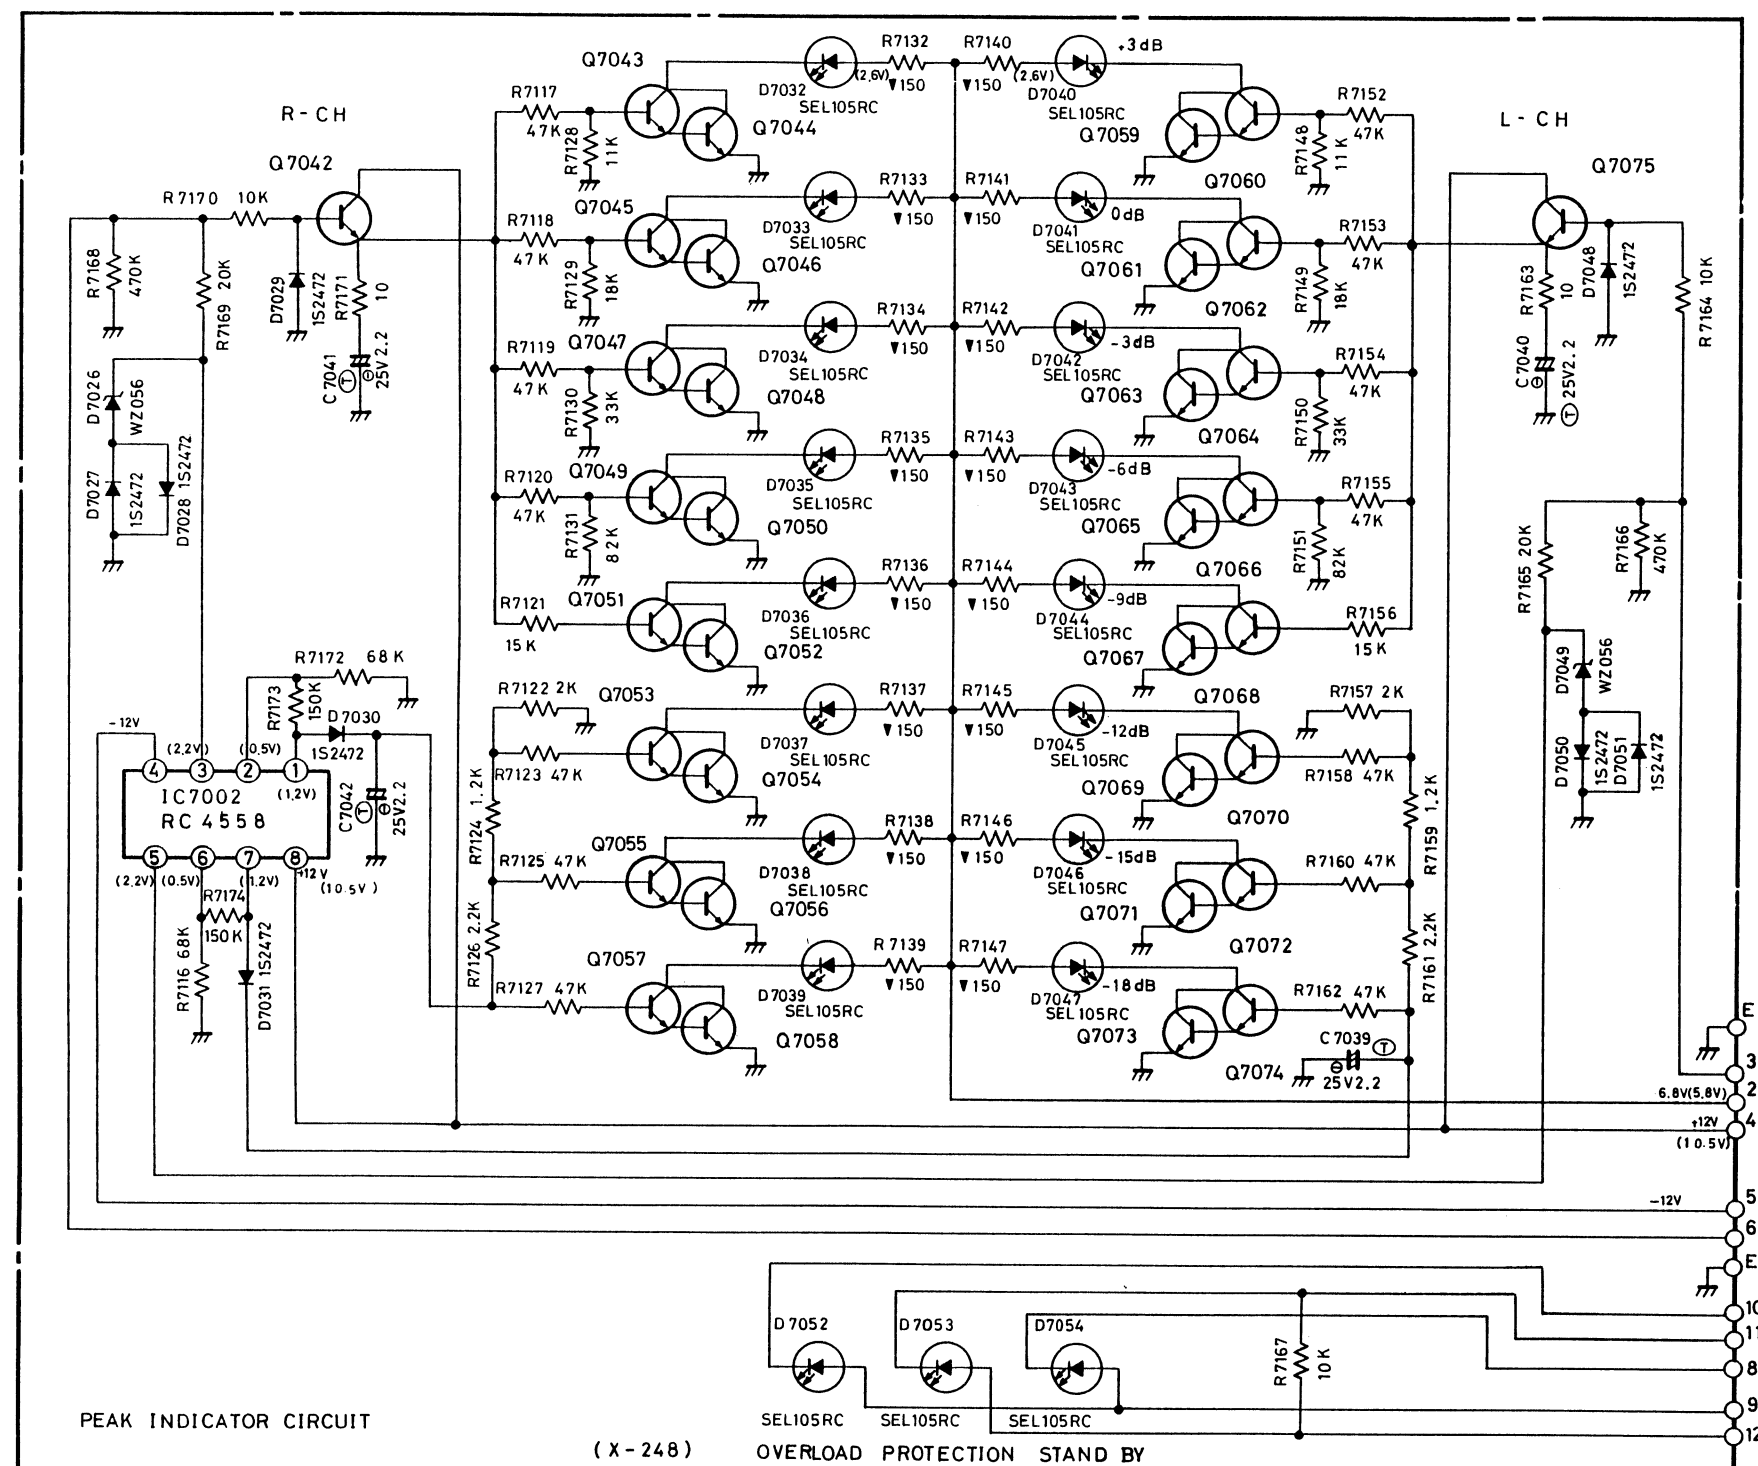 R-CH
L-CH
Q7043
R7117
47K
R7128
11K
Q7044
D7032
SEL105RC
R7132
(2.6V)
▼150
R7140
(2.6V)
▼150
+3dB
D7040
SEL105RC
Q7059
Q7060
R7148
11K
R7152
47K
Q7042
R7170 10K
R7168
470K
R7169 20K
D7029
1S2472
R7171
10
C7041
Ⓣ ⊖
25V2.2
D7026
WZ056
D7027
1S2472
D7028 1S2472
Q7045
R7118
47K
R7129
18K
Q7046
D7033
SEL105RC
R7133
▼150
R7141
▼150
0dB
D7041
SEL105RC
Q7061
Q7062
R7149
18K
R7153
47K
Q7075
D7048
1S2472
R7163
10
R7164 10K
C7040
⊖
Ⓣ 25V2.2
Q7047
R7119
47K
R7130
33K
Q7048
D7034
SEL105RC
R7134
▼150
R7142
▼150
-3dB
D7042
SEL105RC
Q7063
Q7064
R7150
33K
R7154
47K
Q7049
R7120
47K
R7131
82K
Q7050
D7035
SEL105RC
R7135
▼150
R7143
▼150
-6dB
D7043
SEL105RC
Q7065
Q7066
R7151
82K
R7155
47K
Q7051
R7121
15K
Q7052
D7036
SEL105RC
R7136
▼150
R7144
▼150
-9dB
D7044
SEL105RC
Q7067
Q7068
R7156
15K
R7165 20K
R7166
470K
D7049
WZ056
D7050
1S2472
D7051
1S2472
R7172 68K
R7173
150K
D7030
1S2472
-12V
(2.2V)
(0.5V)
4
3
2
1
(1.2V)
IC7002
RC4558
5
6
7
8
(2.2V)
(0.5V)
(1.2V)
+12V
(10.5V)
C7042
Ⓣ ⊖
25V2.2
R7174
150K
R7116 68K
D7031 1S2472
R7122 2K
Q7053
R7123 47K
R7124 1.2K
Q7054
D7037
SEL105RC
R7137
▼150
R7145
▼150
-12dB
D7045
SEL105RC
Q7069
Q7070
R7157 2K
R7158 47K
R7159 1.2K
Q7055
R7125 47K
R7126 2.2K
Q7056
D7038
SEL105RC
R7138
▼150
R7146
▼150
-15dB
D7046
SEL105RC
Q7071
Q7072
R7160 47K
R7161 2.2K
Q7057
R7127 47K
Q7058
D7039
SEL105RC
R7139
▼150
R7147
▼150
-18dB
D7047
SEL105RC
Q7073
Q7074
R7162 47K
C7039 Ⓣ
⊖
25V2.2
E
3
6.8V(5.8V) 2
+12V 4
(10.5V)
-12V 5
6
E
10
11
8
9
12
D7052
D7053
D7054
R7167
10K
SEL105RC
SEL105RC
SEL105RC
PEAK INDICATOR CIRCUIT
(X-248)
OVERLOAD PROTECTION STAND BY